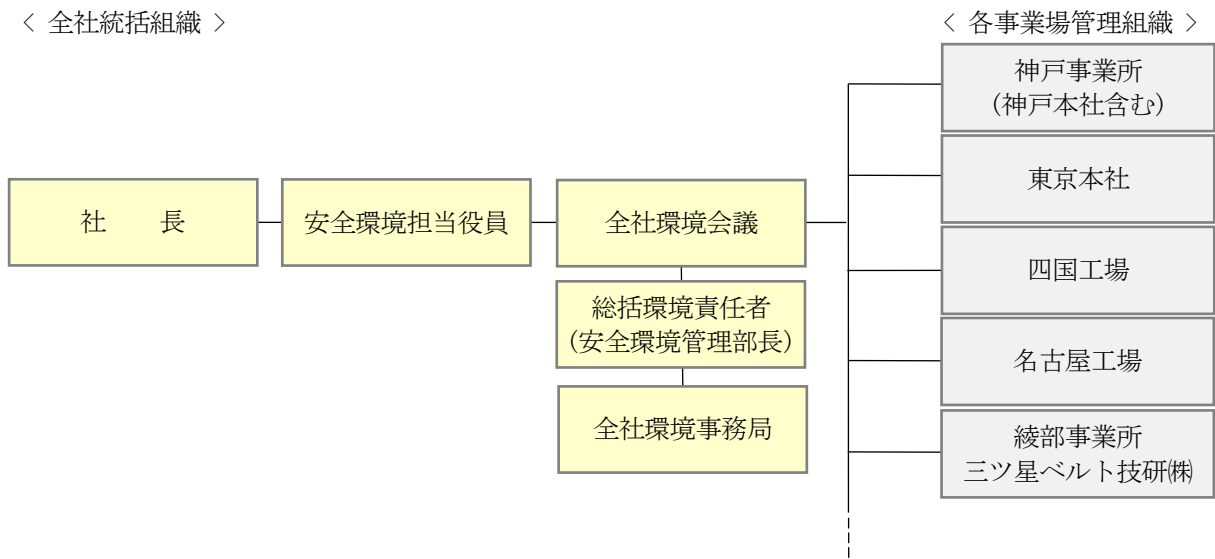 < 全社統括組織 >
< 各事業場管理組織 >
社　　長
安全環境担当役員
全社環境会議
総括環境責任者
(安全環境管理部長)
全社環境事務局
神戸事業所
(神戸本社含む)
東京本社
四国工場
名古屋工場
綾部事業所
三ツ星ベルト技研㈱